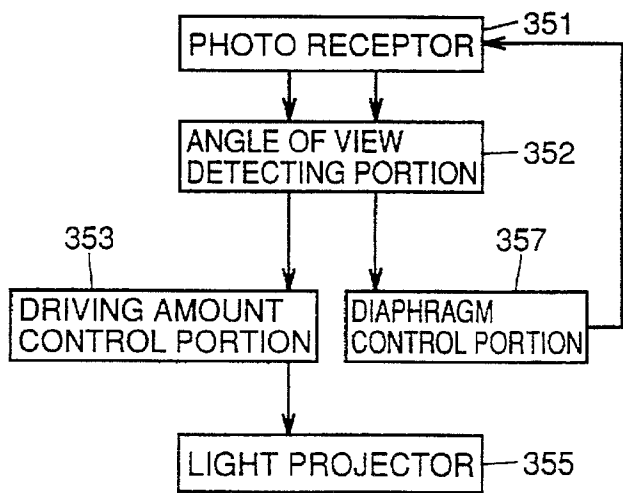 PHOTO RECEPTOR
351
ANGLE OF VIEW
DETECTING PORTION
352
353
357
DRIVING AMOUNT
CONTROL PORTION
DIAPHRAGM
CONTROL PORTION
LIGHT PROJECTOR
355